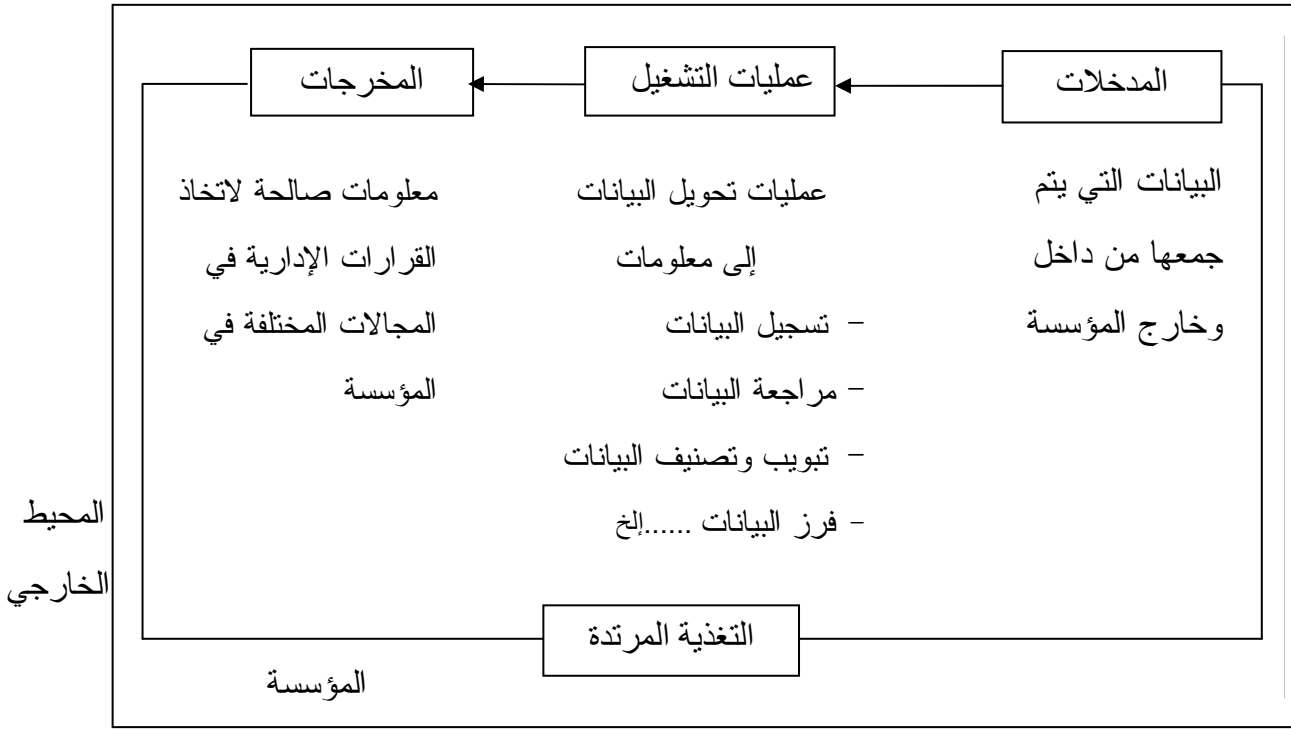 المدخلات
عمليات التشغيل
المخرجات
البيانات التي يتم
جمعها من داخل
وخارج المؤسسة
عمليات تحويل البيانات
إلى معلومات
- تسجيل البيانات
- مراجعة البيانات
- تبويب وتصنيف البيانات
- فرز البيانات ......إلخ
معلومات صالحة لاتخاذ
القرارات الإدارية في
المجالات المختلفة في
المؤسسة
المحيط
الخارجي
التغذية المرتدة
المؤسسة